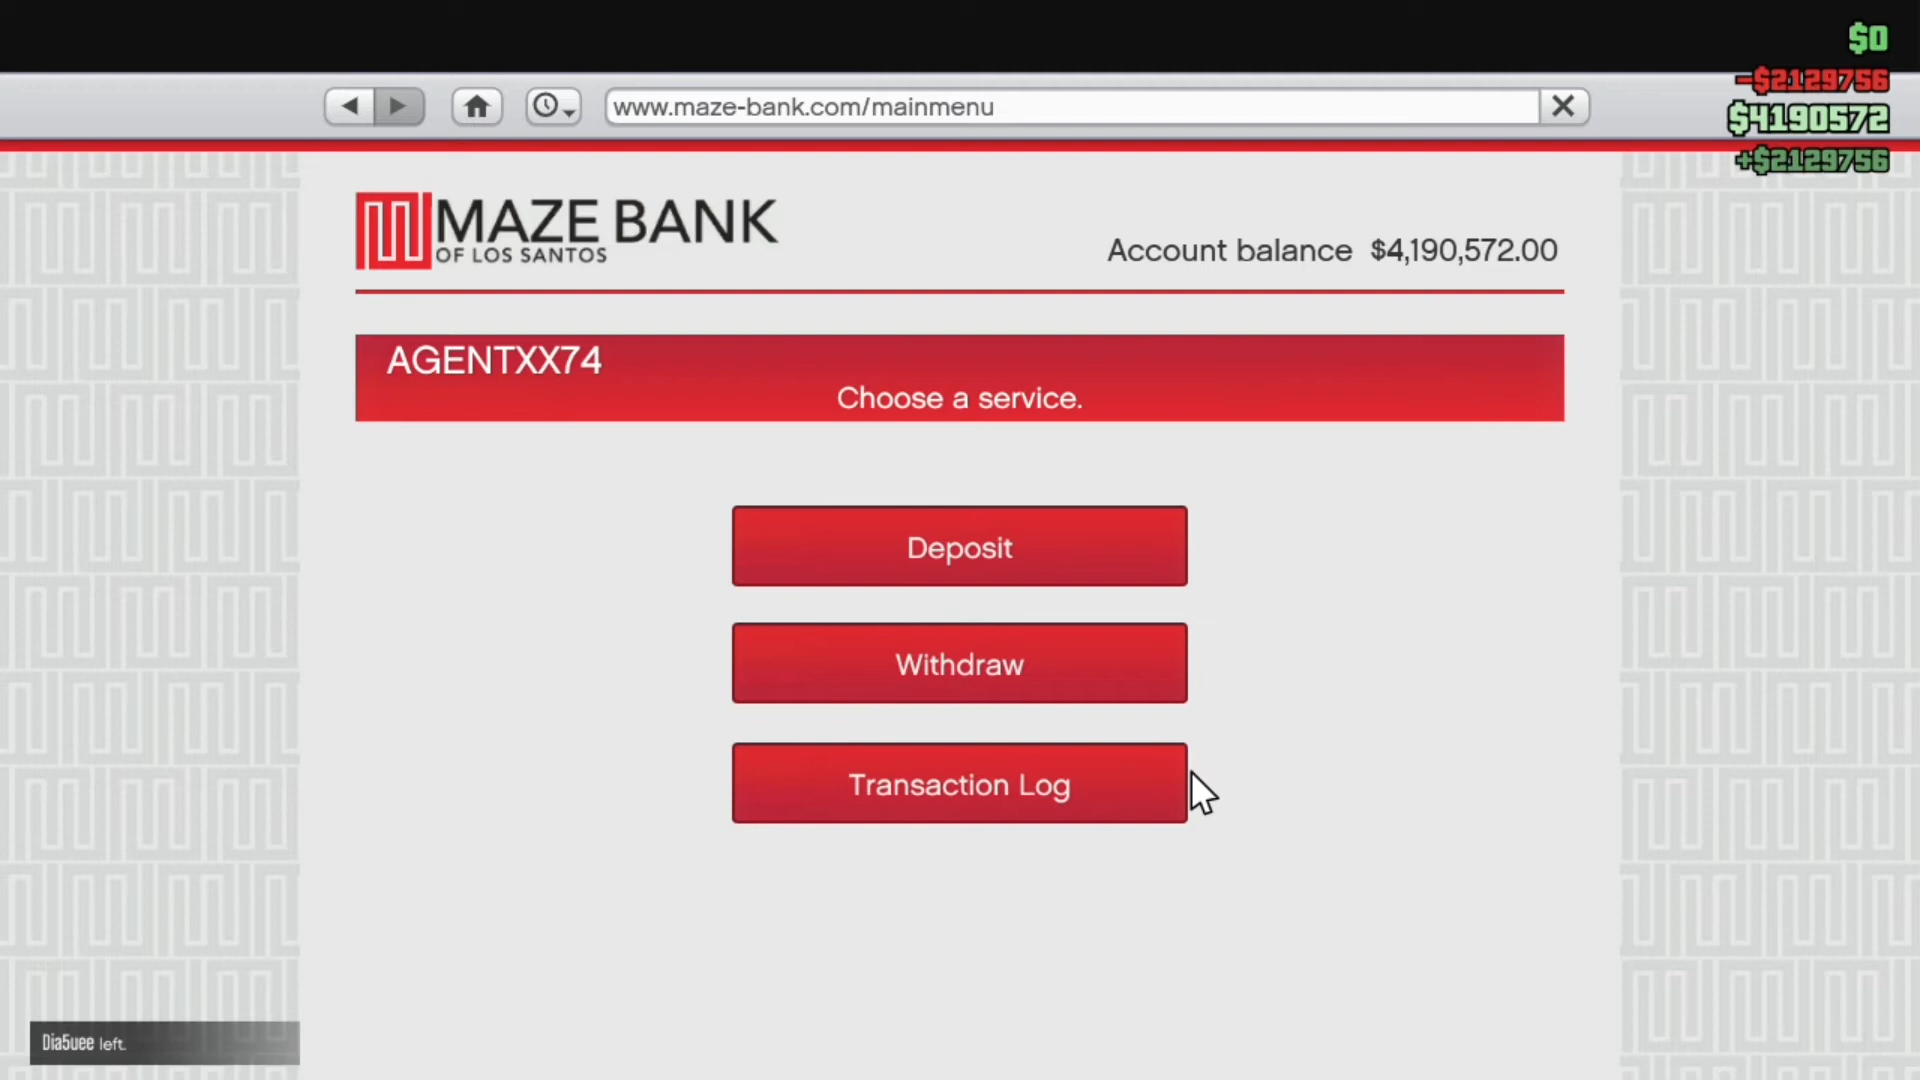 $0
-$2129756
www.maze-bank.com/mainmenu
$4190572
+$2129756
MAZE BANK
OF LOS SANTOS
Account balance $4,190,572.00
AGENTXX74
Choose a service.
Deposit
Withdraw
Transaction Log
Dia5uee left.